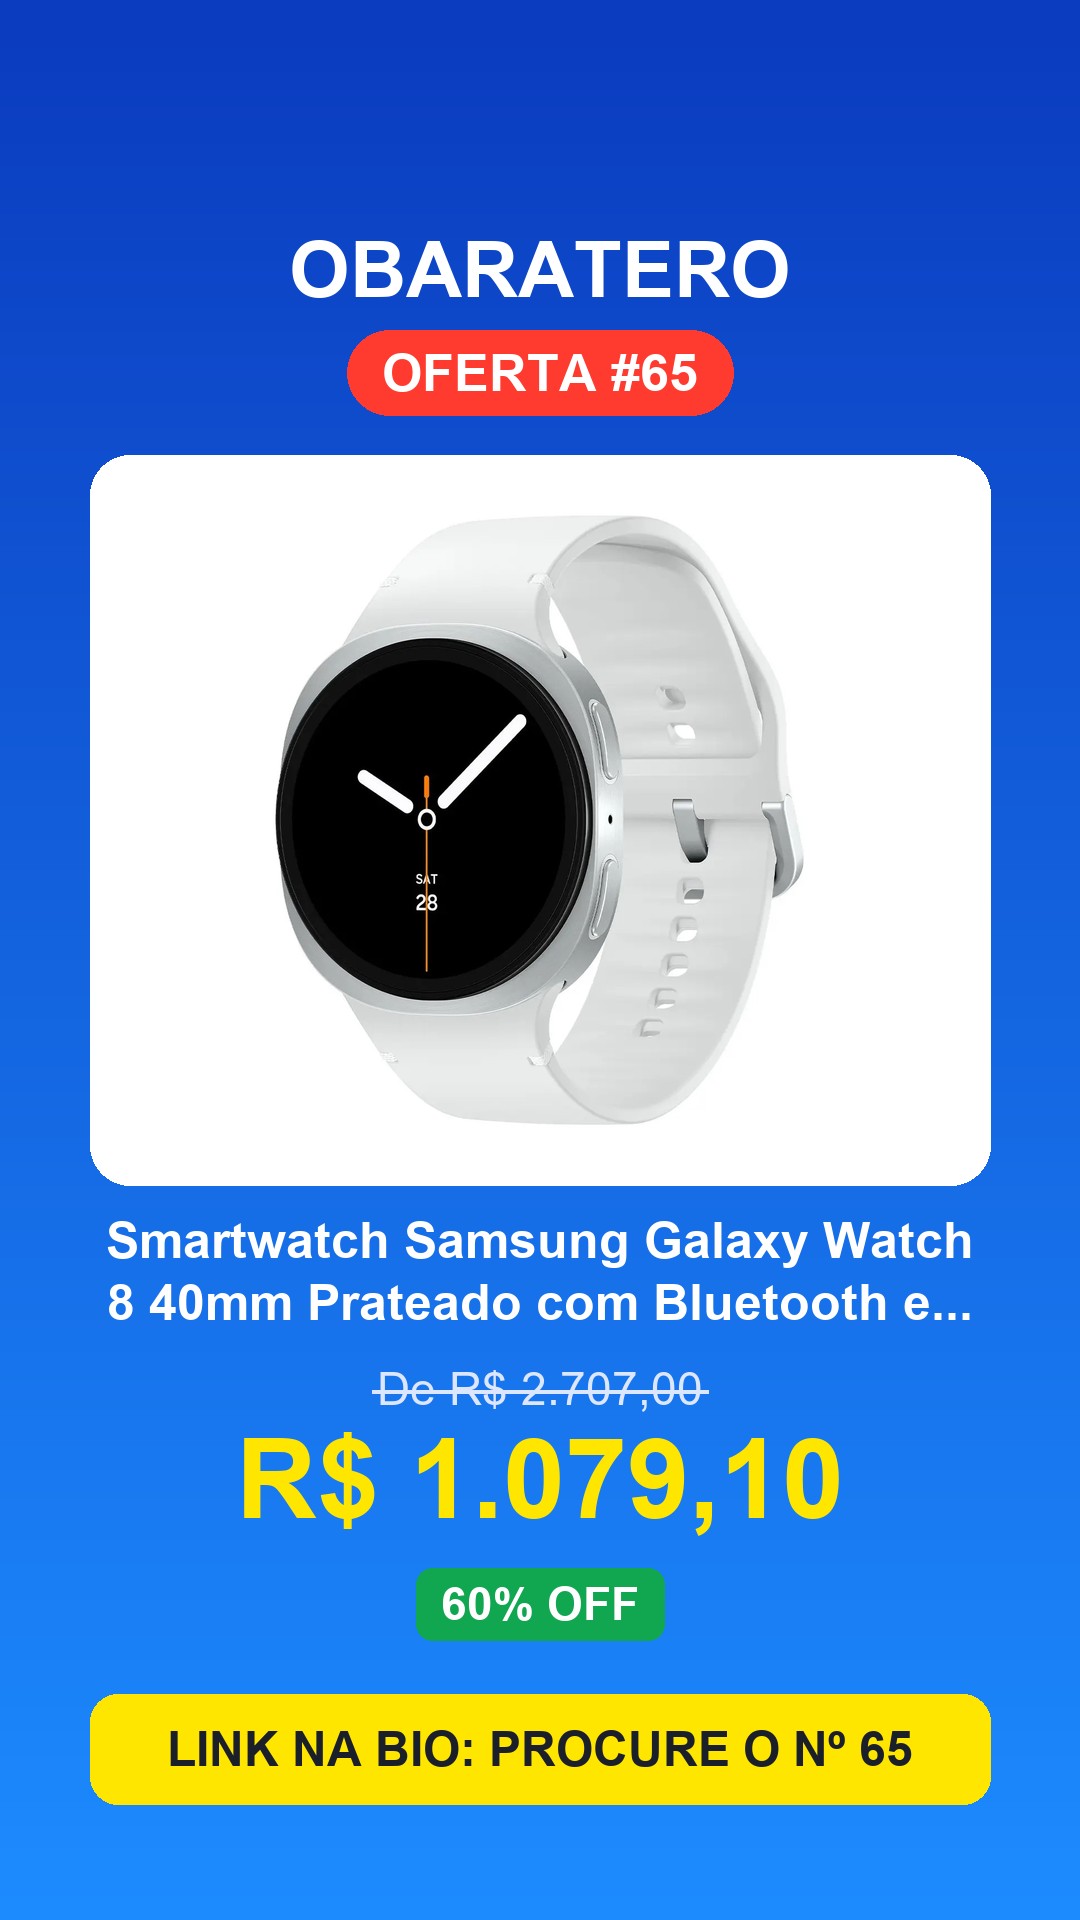 OBARATERO
OFERTA #65
SAT
28
Smartwatch Samsung Galaxy Watch
8 40mm Prateado com Bluetooth e...
De R$ 2.707,00
R$ 1.079,10
60% OFF
LINK NA BIO: PROCURE O Nº 65